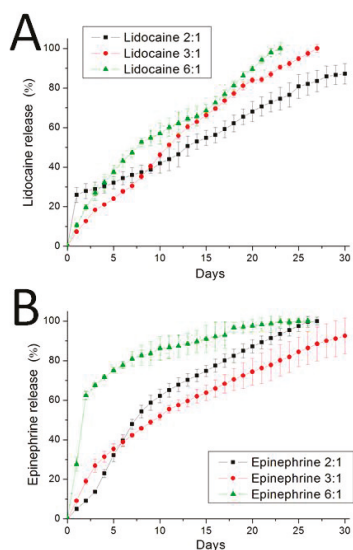 A
Lidocaine release (%)
100
80
60
40
20
0
Lidocaine 2:1
Lidocaine 3:1
Lidocaine 6:1
0 5 10 15 20 25 30
Days
B
Epinephrine release (%)
100
80
60
40
20
0
Epinephrine 2:1
Epinephrine 3:1
Epinephrine 6:1
0 5 10 15 20 25 30
Days